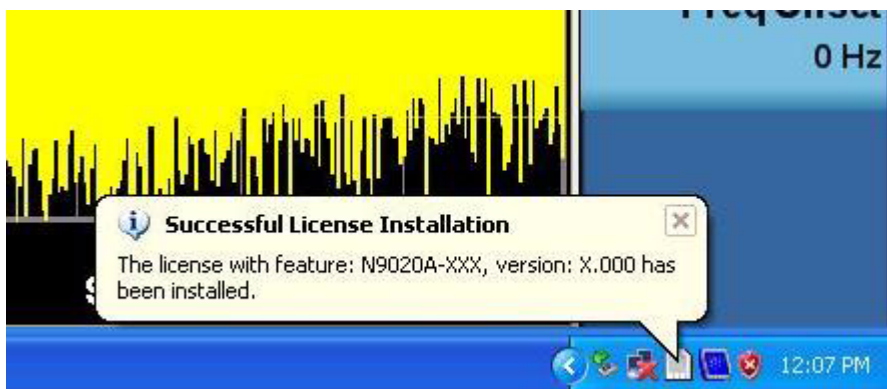 Freq Offset
0 Hz
Successful License Installation
The license with feature: N9020A-XXX, version: X.000 has
been installed.
12:07 PM